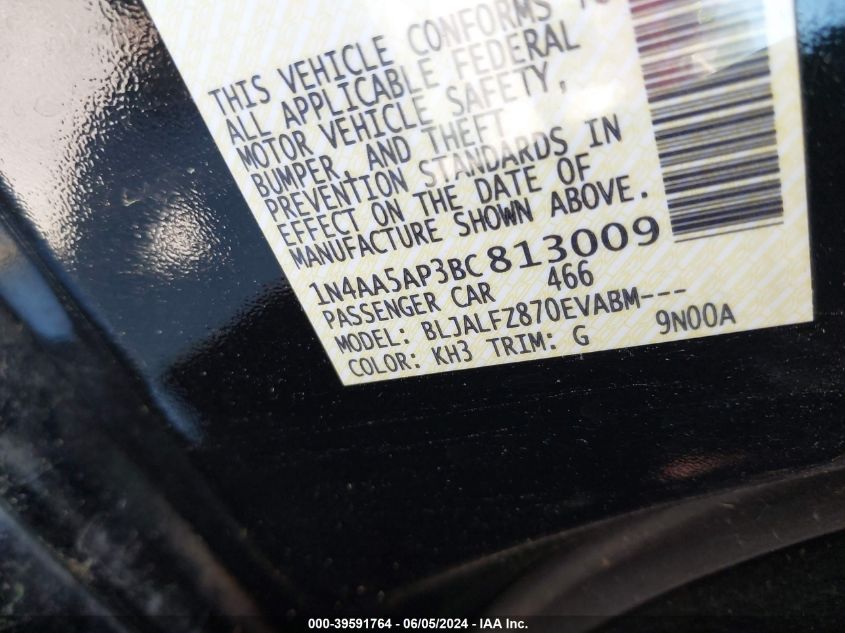 THIS VEHICLE CONFORMS TO
ALL APPLICABLE FEDERAL
MOTOR VEHICLE SAFETY,
BUMPER, AND THEFT
PREVENTION STANDARDS IN
EFFECT ON THE DATE OF
MANUFACTURE SHOWN ABOVE.
1N4AA5AP3BC813009
PASSENGER CAR 466
MODEL: BLJALFZ870EVABM---
COLOR: KH3 TRIM: G 9N00A
000-39591764 - 06/05/2024 - IAA Inc.